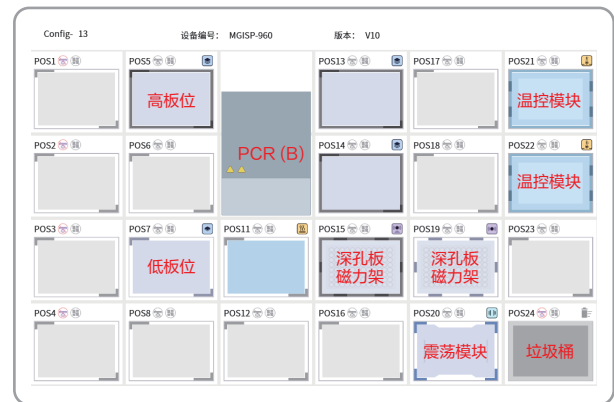 Config- 13 设备编号： MGISP-960 版本： V10
POS1 POS5 POS13 POS17 POS21
高板位
温控模块
PCR (B)
POS2 POS6 POS14 POS18 POS22
温控模块
POS3 POS7 POS11 POS15 POS19 POS23
低板位
深孔板
磁力架
深孔板
磁力架
POS4 POS8 POS12 POS16 POS20 POS24
震荡模块
垃圾桶